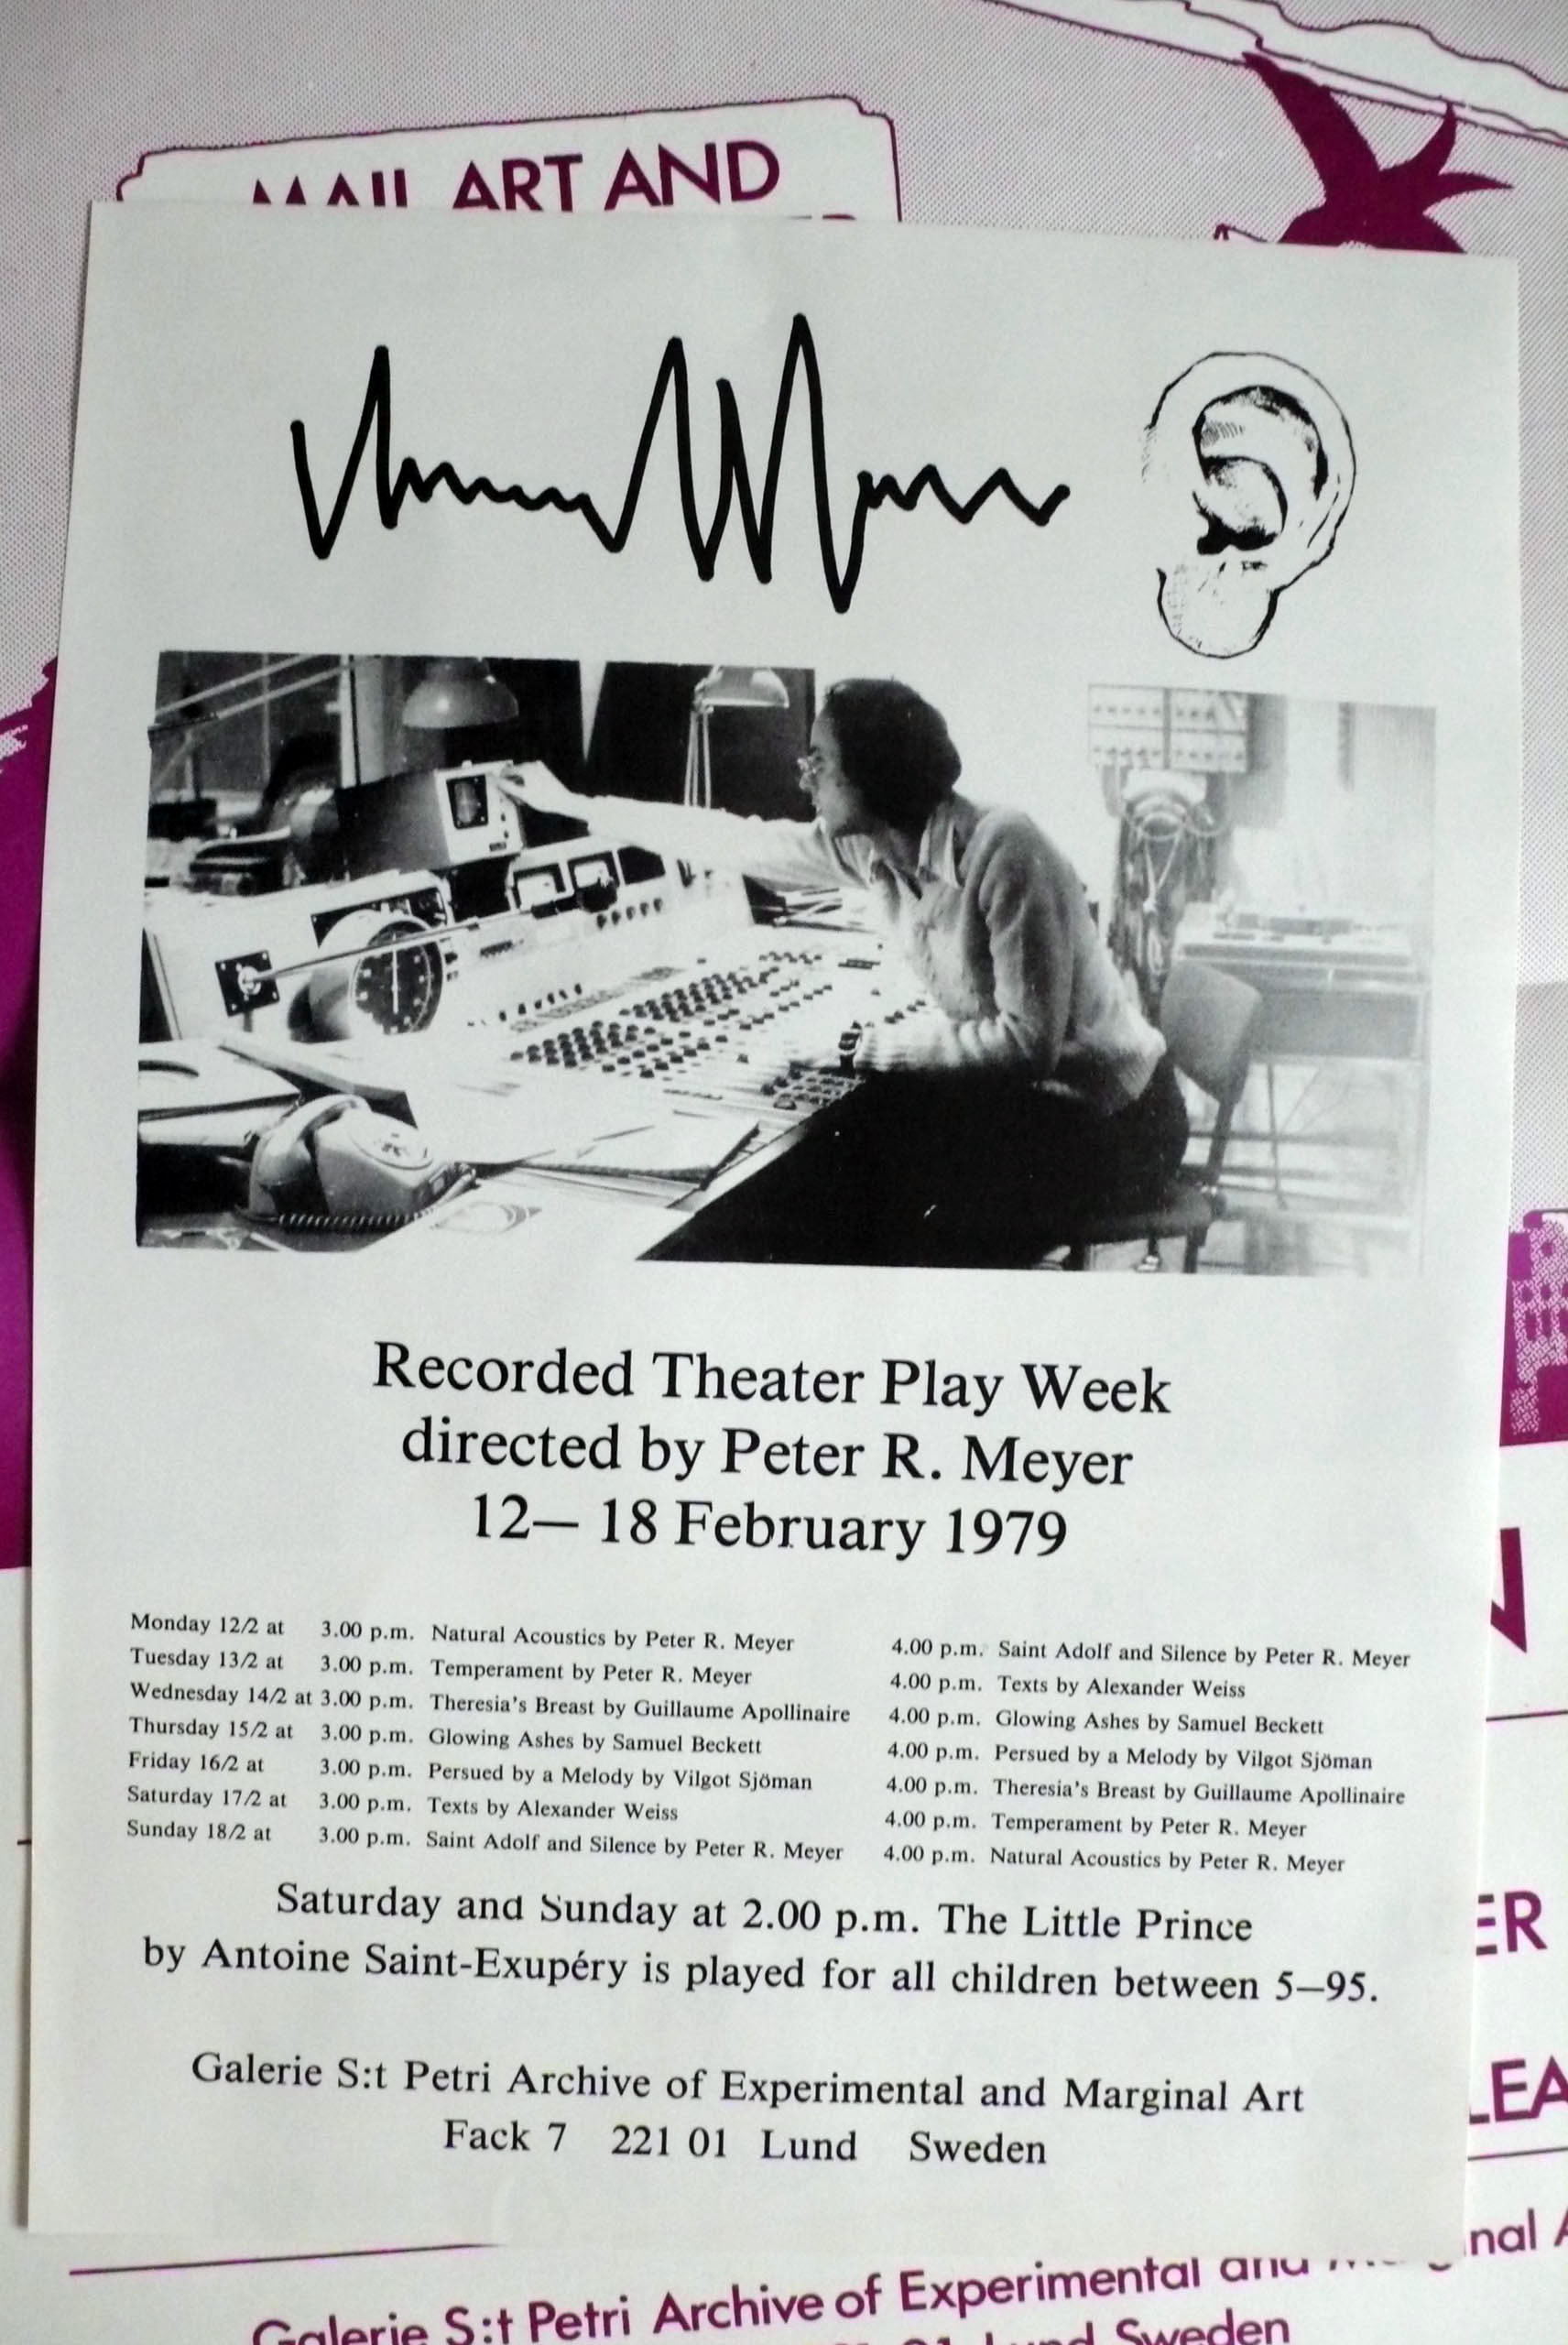 MAIL ART AND
Recorded Theater Play Week
directed by Peter R. Meyer
12— 18 February 1979
Monday 12/2 at 3.00 p.m. Natural Acoustics by Peter R. Meyer 4.00 p.m. Saint Adolf and Silence by Peter R. Meyer
Tuesday 13/2 at 3.00 p.m. Temperament by Peter R. Meyer 4.00 p.m. Texts by Alexander Weiss
Wednesday 14/2 at 3.00 p.m. Theresia's Breast by Guillaume Apollinaire 4.00 p.m. Glowing Ashes by Samuel Beckett
Thursday 15/2 at 3.00 p.m. Glowing Ashes by Samuel Beckett 4.00 p.m. Persued by a Melody by Vilgot Sjöman
Friday 16/2 at 3.00 p.m. Persued by a Melody by Vilgot Sjöman 4.00 p.m. Theresia's Breast by Guillaume Apollinaire
Saturday 17/2 at 3.00 p.m. Texts by Alexander Weiss 4.00 p.m. Temperament by Peter R. Meyer
Sunday 18/2 at 3.00 p.m. Saint Adolf and Silence by Peter R. Meyer 4.00 p.m. Natural Acoustics by Peter R. Meyer
Saturday and Sunday at 2.00 p.m. The Little Prince
by Antoine Saint-Exupéry is played for all children between 5—95.
Galerie S:t Petri Archive of Experimental and Marginal Art
Fack 7 221 01 Lund Sweden
ER
LEA
Galerie S:t Petri Archive of Experimental and
Lund Sweden